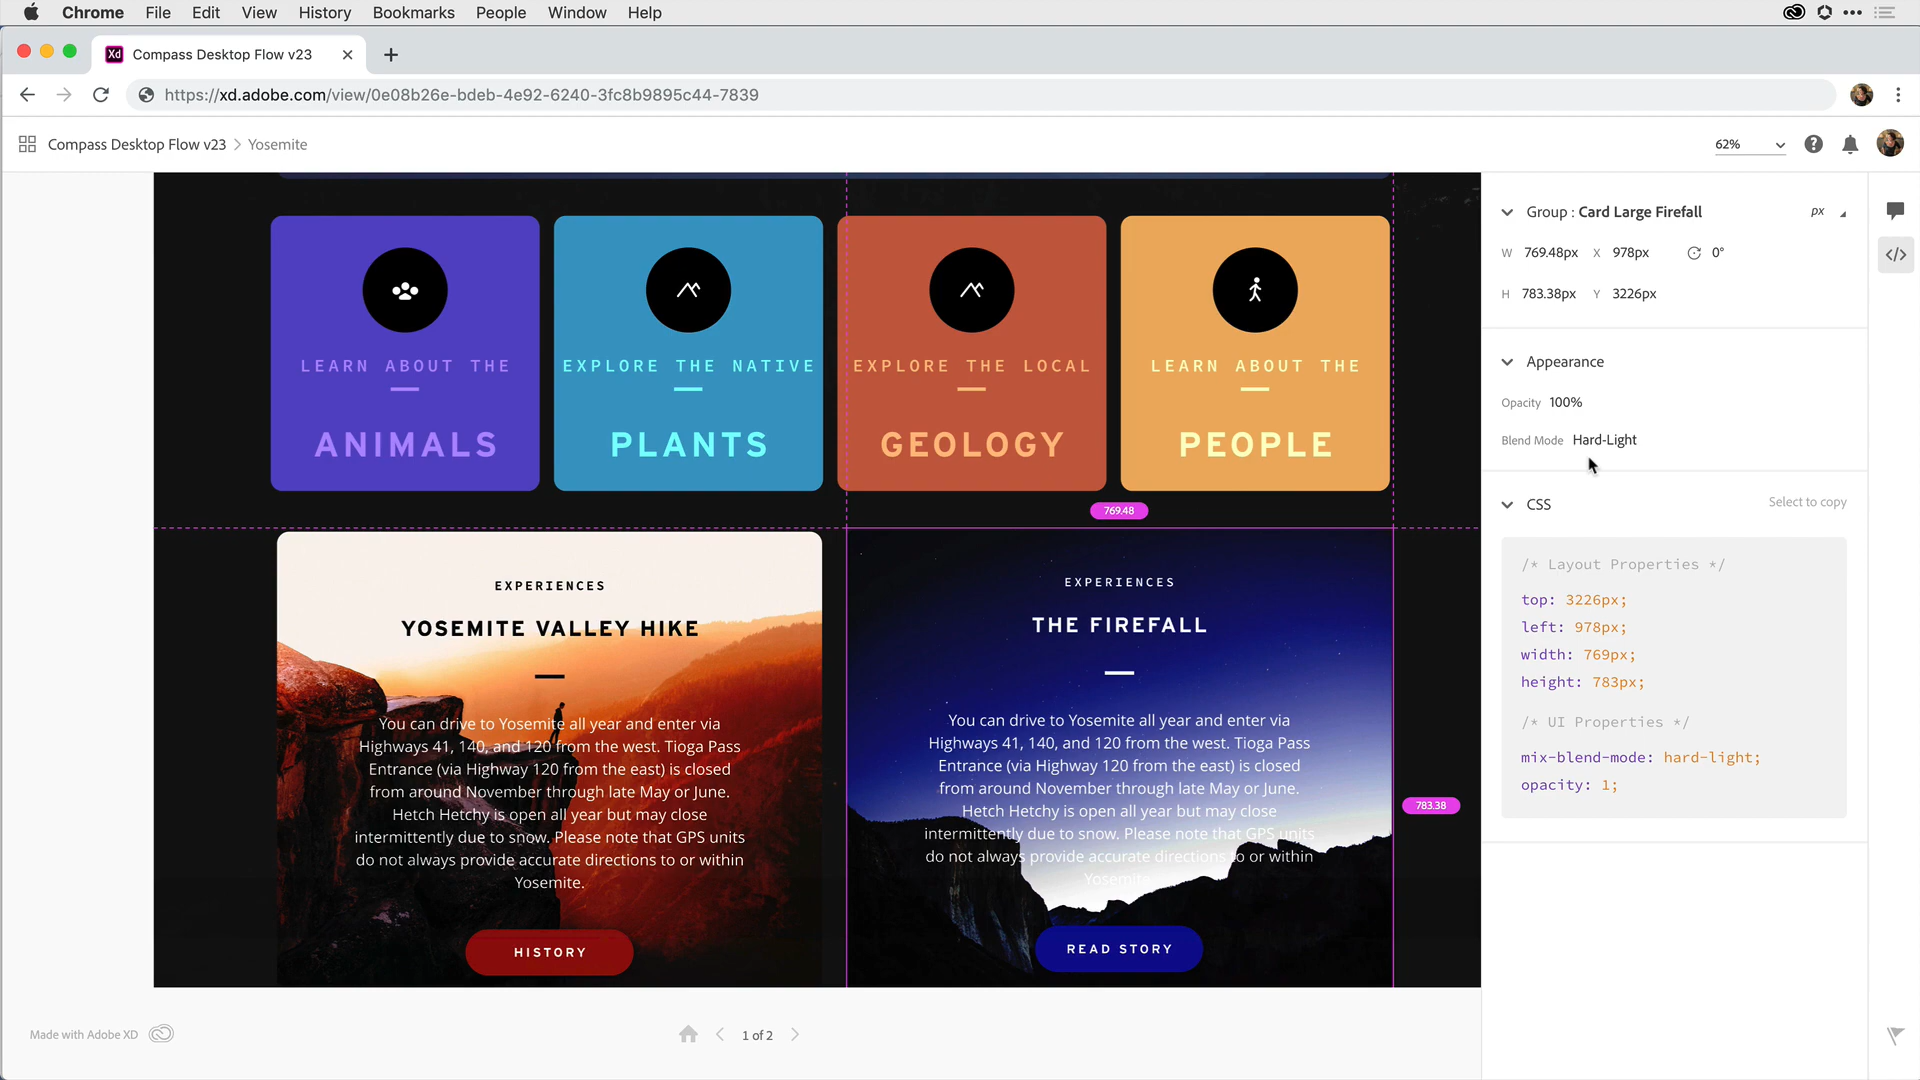 Chrome File Edit View History Bookmarks People Window Help
Xd Compass Desktop Flow v23
https://xd.adobe.com/view/0e08b26e-bdeb-4e92-6240-3fc8b9895c44-7839
Compass Desktop Flow v23 > Yosemite
62%
LEARN ABOUT THE
ANIMALS
EXPLORE THE NATIVE
PLANTS
EXPLORE THE LOCAL
GEOLOGY
LEARN ABOUT THE
PEOPLE
769.48
EXPERIENCES
YOSEMITE VALLEY HIKE
You can drive to Yosemite all year and enter via
Highways 41, 140, and 120 from the west. Tioga Pass
Entrance (via Highway 120 from the east) is closed
from around November through late May or June.
Hetch Hetchy is open all year but may close
intermittently due to snow. Please note that GPS units
do not always provide accurate directions to or within
Yosemite.
HISTORY
EXPERIENCES
THE FIREFALL
You can drive to Yosemite all year and enter via
Highways 41, 140, and 120 from the west. Tioga Pass
Entrance (via Highway 120 from the east) is closed
from around November through late May or June.
Hetch Hetchy is open all year but may close
intermittently due to snow. Please note that GPS units
do not always provide accurate directions to or within
Yosemite.
READ STORY
783.38
Group : Card Large Firefall px
W 769.48px X 978px 0°
H 783.38px Y 3226px
Appearance
Opacity 100%
Blend Mode Hard-Light
CSS Select to copy
/* Layout Properties */
top: 3226px;
left: 978px;
width: 769px;
height: 783px;
/* UI Properties */
mix-blend-mode: hard-light;
opacity: 1;
Made with Adobe XD
1 of 2